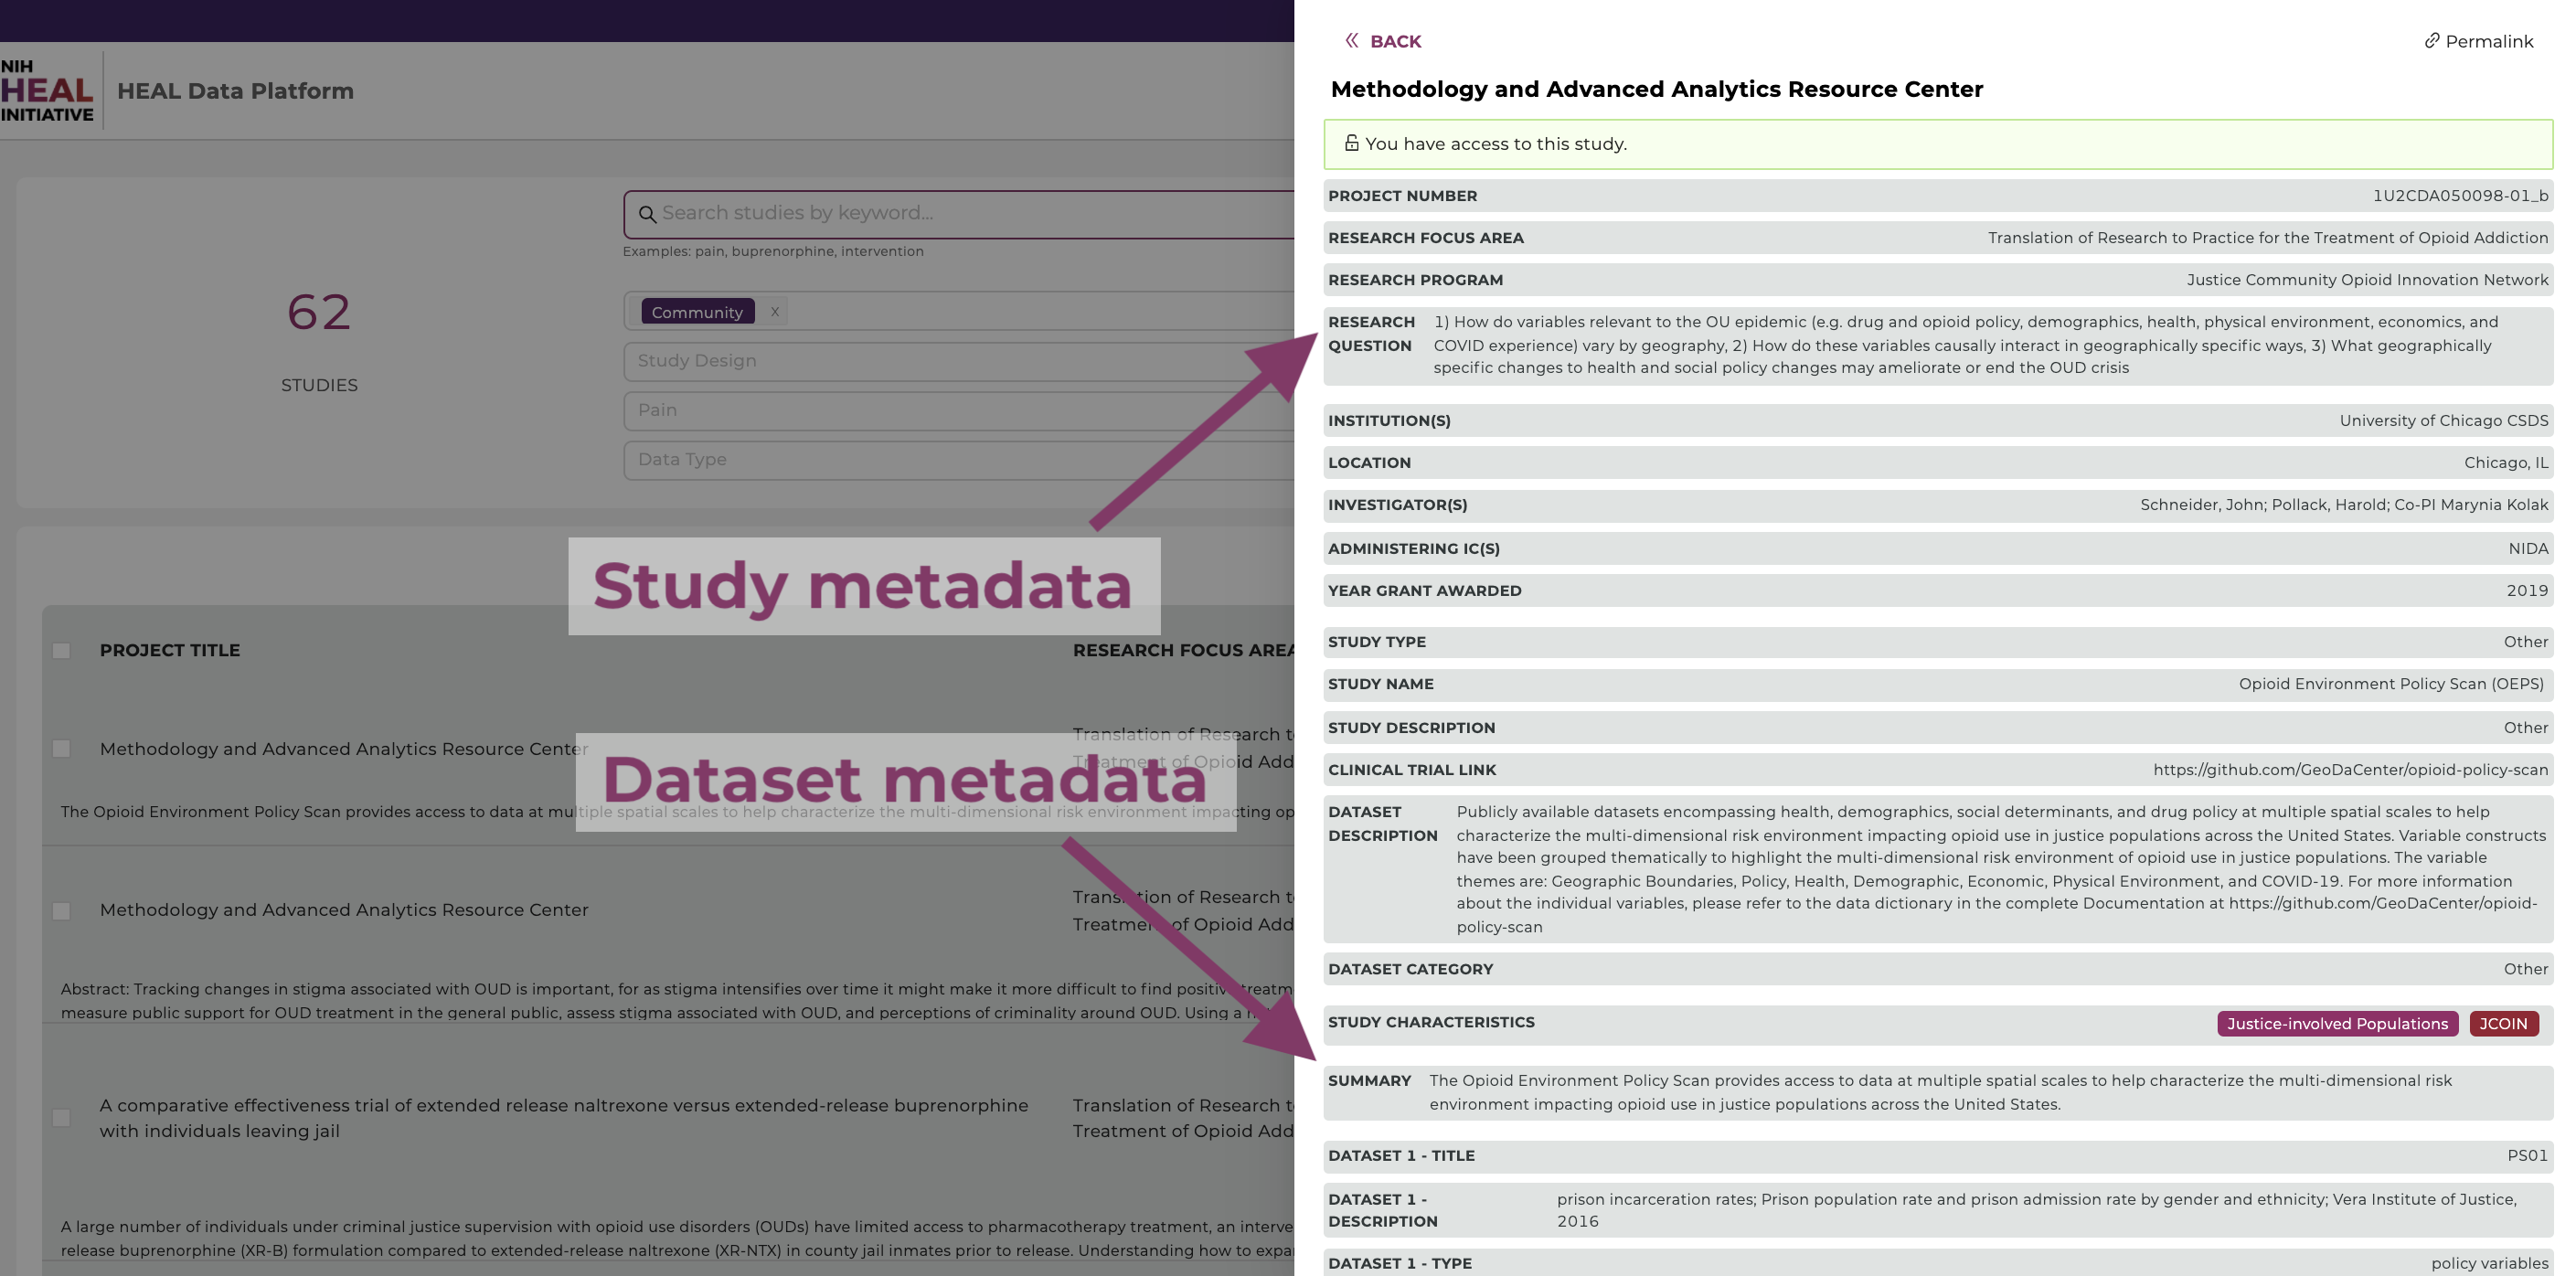 NIH
HEAL
INITIATIVE
HEAL Data Platform
62
STUDIES
Search studies by keyword...
Examples: pain, buprenorphine, intervention
Community x
Study Design
Pain
Data Type
Study metadata
Dataset metadata
PROJECT TITLE
RESEARCH FOCUS AREA
Methodology and Advanced Analytics Resource Center
Translation of Research t
Treatment of Opioid Add
The Opioid Environment Policy Scan provides access to data at multiple spatial scales to help characterize the multi-dimensional risk environment impacting op
Methodology and Advanced Analytics Resource Center
Translation of Research t
Treatment of Opioid Add
Abstract: Tracking changes in stigma associated with OUD is important, for as stigma intensifies over time it might make it more difficult to find positive treatm
measure public support for OUD treatment in the general public, assess stigma associated with OUD, and perceptions of criminality around OUD. Using a
A comparative effectiveness trial of extended release naltrexone versus extended-release buprenorphine
with individuals leaving jail
Translation of Research t
Treatment of Opioid Add
A large number of individuals under criminal justice supervision with opioid use disorders (OUDs) have limited access to pharmacotherapy treatment, an interve
release buprenorphine (XR-B) formulation compared to extended-release naltrexone (XR-NTX) in county jail inmates prior to release. Understanding how to expa
BACK
Permalink
Methodology and Advanced Analytics Resource Center
You have access to this study.
PROJECT NUMBER 1U2CDA050098-01_b
RESEARCH FOCUS AREA Translation of Research to Practice for the Treatment of Opioid Addiction
RESEARCH PROGRAM Justice Community Opioid Innovation Network
RESEARCH QUESTION
1) How do variables relevant to the OU epidemic (e.g. drug and opioid policy, demographics, health, physical environment, economics, and
COVID experience) vary by geography, 2) How do these variables causally interact in geographically specific ways, 3) What geographically
specific changes to health and social policy changes may ameliorate or end the OUD crisis
INSTITUTION(S) University of Chicago CSDS
LOCATION Chicago, IL
INVESTIGATOR(S) Schneider, John; Pollack, Harold; Co-PI Marynia Kolak
ADMINISTERING IC(S) NIDA
YEAR GRANT AWARDED 2019
STUDY TYPE Other
STUDY NAME Opioid Environment Policy Scan (OEPS)
STUDY DESCRIPTION Other
CLINICAL TRIAL LINK https://github.com/GeoDaCenter/opioid-policy-scan
DATASET DESCRIPTION
Publicly available datasets encompassing health, demographics, social determinants, and drug policy at multiple spatial scales to help
characterize the multi-dimensional risk environment impacting opioid use in justice populations across the United States. Variable constructs
have been grouped thematically to highlight the multi-dimensional risk environment of opioid use in justice populations. The variable
themes are: Geographic Boundaries, Policy, Health, Demographic, Economic, Physical Environment, and COVID-19. For more information
about the individual variables, please refer to the data dictionary in the complete Documentation at https://github.com/GeoDaCenter/opioid-
policy-scan
DATASET CATEGORY Other
STUDY CHARACTERISTICS Justice-involved Populations JCOIN
SUMMARY The Opioid Environment Policy Scan provides access to data at multiple spatial scales to help characterize the multi-dimensional risk
environment impacting opioid use in justice populations across the United States.
DATASET 1 - TITLE PS01
DATASET 1 - DESCRIPTION
prison incarceration rates; Prison population rate and prison admission rate by gender and ethnicity; Vera Institute of Justice,
2016
DATASET 1 - TYPE policy variables